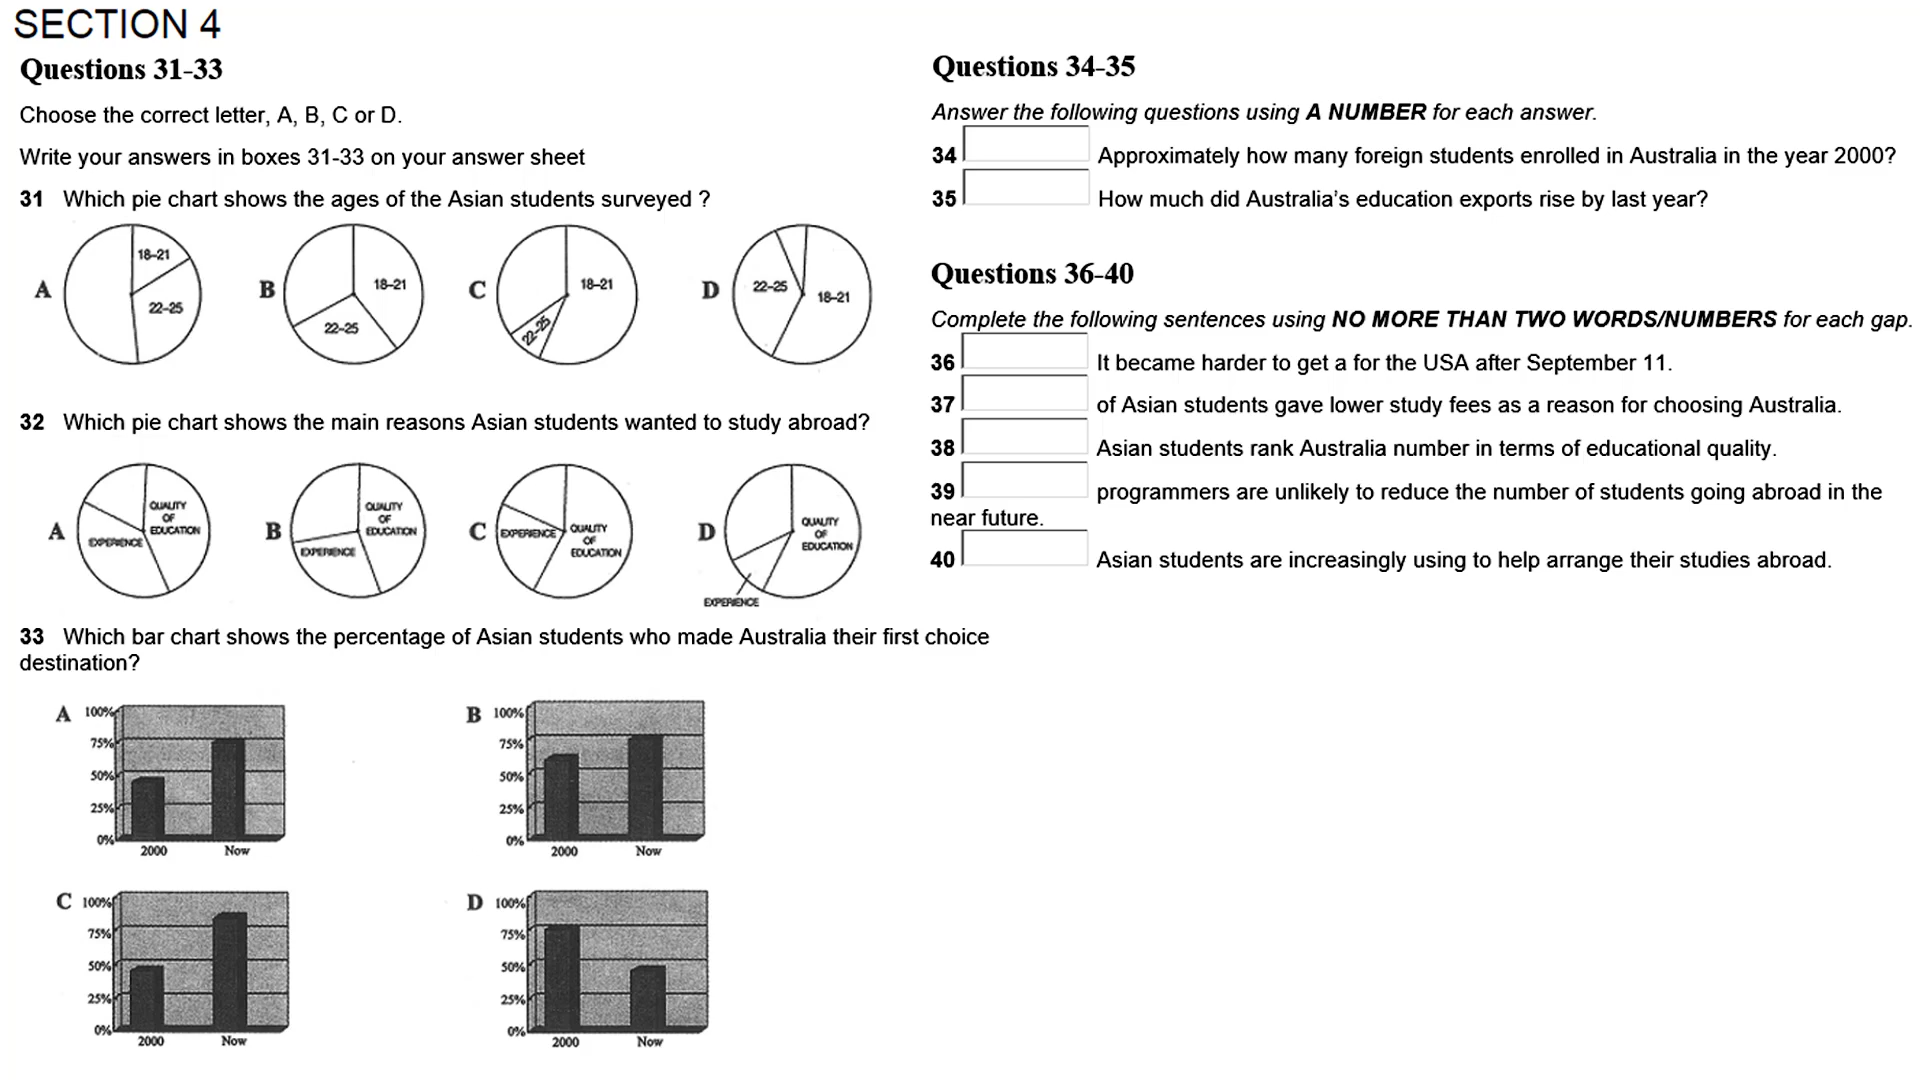 SECTION 4
Questions 31-33
Choose the correct letter, A, B, C or D.
Write your answers in boxes 31-33 on your answer sheet
31 Which pie chart shows the ages of the Asian students surveyed ?
A
18–21
22–25
B
18–21
22–25
C
18–21
22–25
D
22–25
18–21
32 Which pie chart shows the main reasons Asian students wanted to study abroad?
A
QUALITY
OF
EDUCATION
EXPERIENCE
B
QUALITY
OF
EDUCATION
EXPERIENCE
C
EXPERIENCE
QUALITY
OF
EDUCATION
D
QUALITY
OF
EDUCATION
EXPERIENCE
33 Which bar chart shows the percentage of Asian students who made Australia their first choice
destination?
A
100%
75%
50%
25%
0%
2000 Now
B
100%
75%
50%
25%
0%
2000 Now
C
100%
75%
50%
25%
0%
2000 Now
D
100%
75%
50%
25%
0%
2000 Now
Questions 34-35
Answer the following questions using A NUMBER for each answer.
34 Approximately how many foreign students enrolled in Australia in the year 2000?
35 How much did Australia’s education exports rise by last year?
Questions 36-40
Complete the following sentences using NO MORE THAN TWO WORDS/NUMBERS for each gap.
36 It became harder to get a for the USA after September 11.
37 of Asian students gave lower study fees as a reason for choosing Australia.
38 Asian students rank Australia number in terms of educational quality.
39 programmers are unlikely to reduce the number of students going abroad in the
near future.
40 Asian students are increasingly using to help arrange their studies abroad.